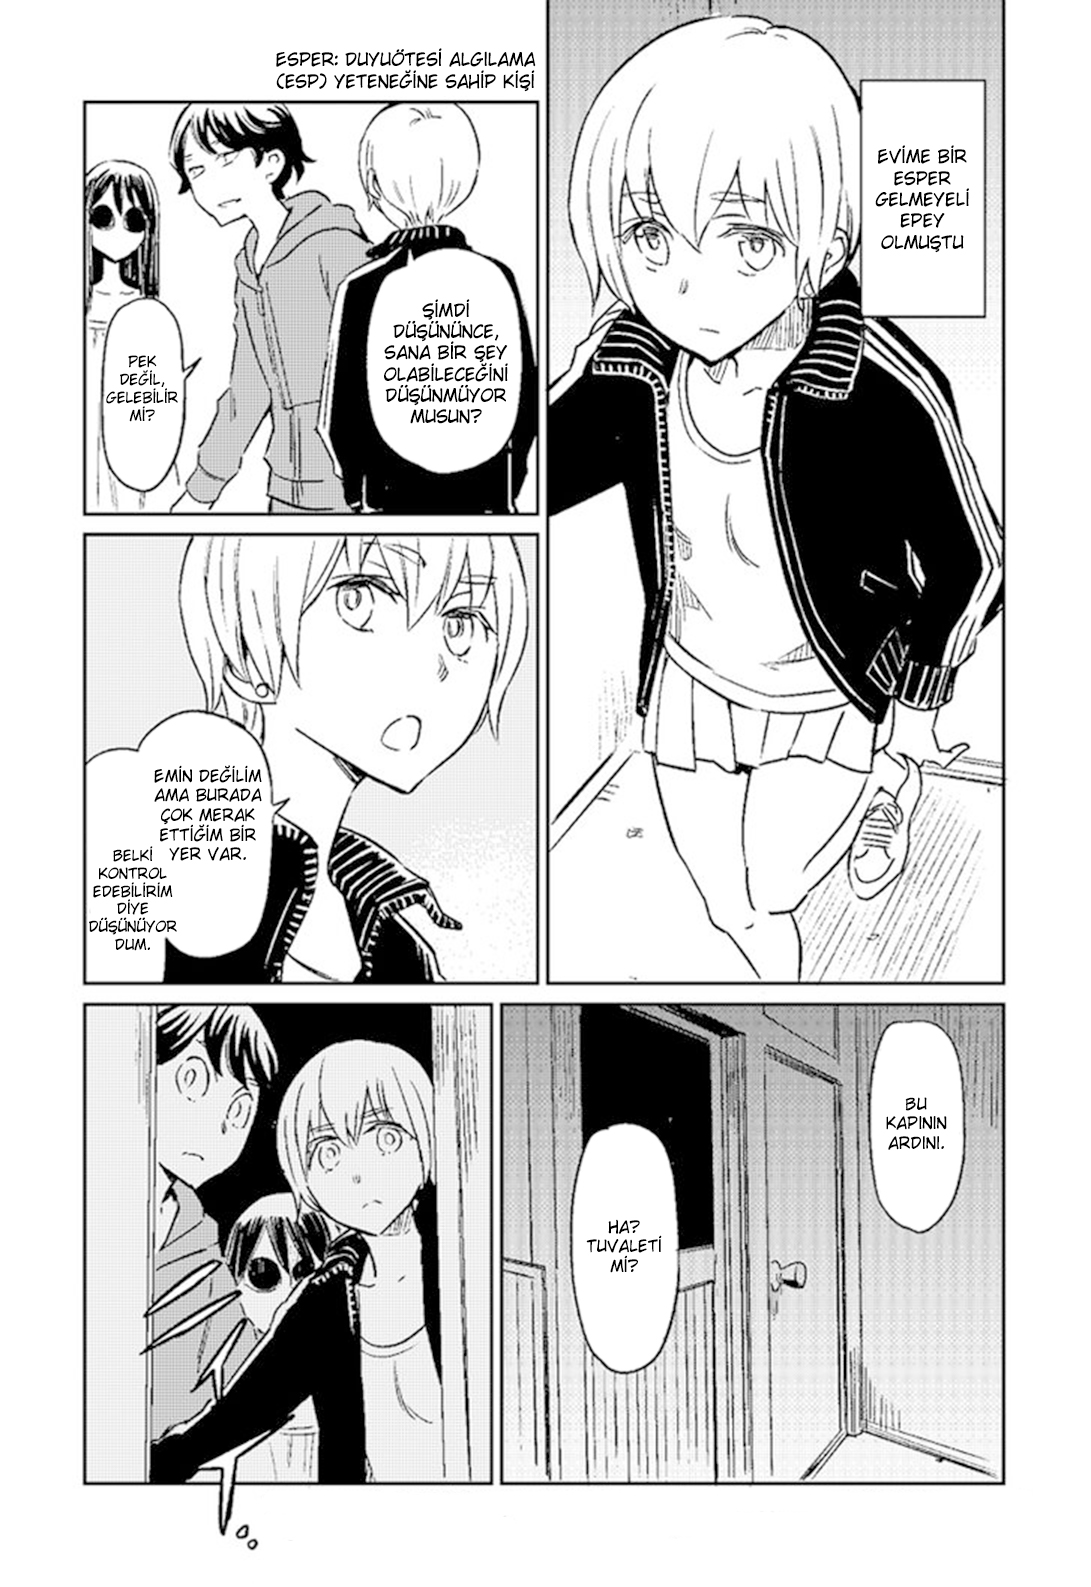 ESPER: DUYUÖTESİ ALGILAMA
(ESP) YETENEĞİNE SAHİP KİŞİ
EVİME BİR
ESPER
GELMEYELİ
EPEY
OLMUŞTU
ŞİMDİ
DÜŞÜNÜNCE,
SANA BİR ŞEY
OLABİLECEĞİNİ
DÜŞÜNMÜYOR
MUSUN?
PEK
DEĞİL,
GELEBİLİR
Mİ?
EMİN DEĞİLİM
AMA BURADA
ÇOK MERAK
ETTİĞİM BİR
YER VAR.
BELKİ
KONTROL
EDEBİLİRİM
DİYE
DÜŞÜNÜYOR
DUM.
BU
KAPININ
ARDINI.
HA?
TUVALETİ
Mİ?